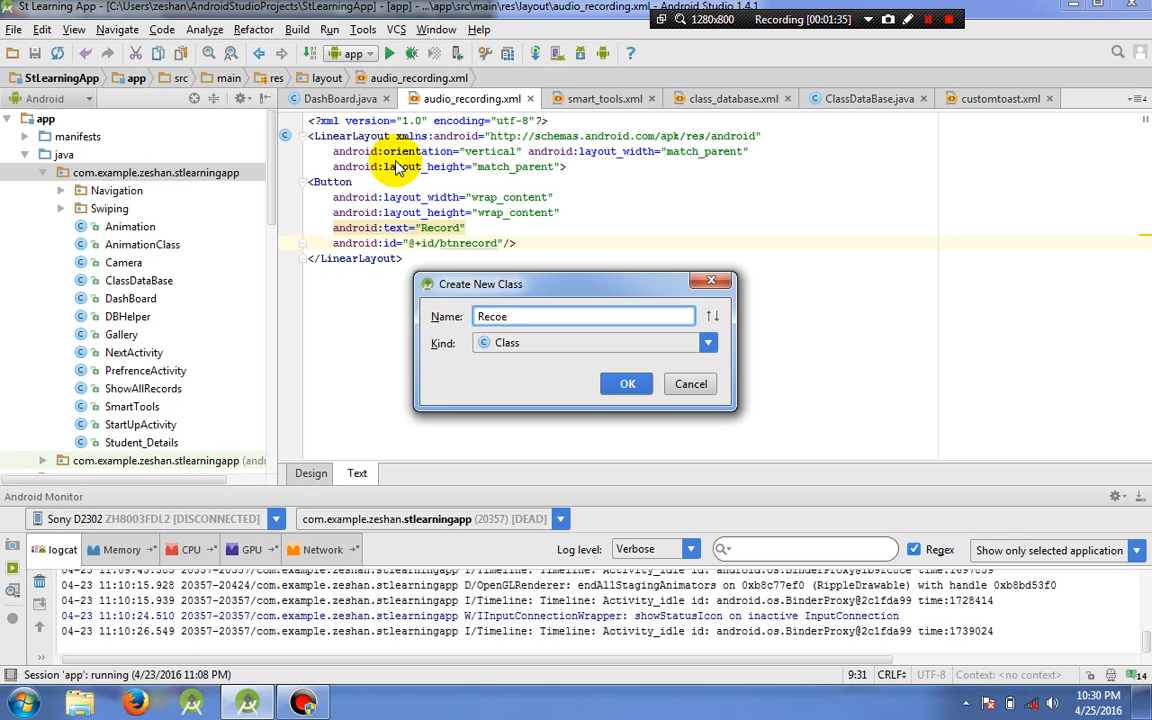 St Learning App - [C:\Users\zeshan\AndroidStudioProjects\StLearningApp] - [app] - ...\app\src\main\res\layout\audio_recording.xml - Android Studio 1.4.1
1280x800 Recording [00:01:35]
File Edit View Navigate Code Analyze Refactor Build Run Tools VCS Window Help
app
StLearningApp app src main res layout audio_recording.xml
Android DashBoard.java audio_recording.xml smart_tools.xml class_database.xml ClassDataBase.java customtoast.xml
app
manifests
java
com.example.zeshan.stlearningapp
Navigation
Swiping
Animation
AnimationClass
Camera
ClassDataBase
DashBoard
DBHelper
Gallery
NextActivity
PrefrenceActivity
ShowAllRecords
SmartTools
StartUpActivity
Student_Details
com.example.zeshan.stlearningapp (and
<?xml version="1.0" encoding="utf-8"?>
<LinearLayout xmlns:android="http://schemas.android.com/apk/res/android"
android:orientation="vertical" android:layout_width="match_parent"
android:layout_height="match_parent">
<Button
android:layout_width="wrap_content"
android:layout_height="wrap_content"
android:text="Record"
android:id="@+id/btnrecord"/>
</LinearLayout>
Create New Class
Name: Recoe
Kind: Class
OK Cancel
Design Text
Android Monitor
Sony D2302 ZH8003FDL2 [DISCONNECTED] com.example.zeshan.stlearningapp (20357) [DEAD]
logcat Memory CPU GPU Network Log level: Verbose Regex Show only selected application
04-23 11:10:15.928 20357-20424/com.example.zeshan.stlearningapp D/OpenGLRenderer: endAllStagingAnimators on 0xb8c77ef0 (RippleDrawable) with handle 0xb8bd53f0
04-23 11:10:15.939 20357-20357/com.example.zeshan.stlearningapp I/Timeline: Timeline: Activity_idle id: android.os.BinderProxy@2c1fda99 time:1728414
04-23 11:10:24.510 20357-20357/com.example.zeshan.stlearningapp W/IInputConnectionWrapper: showStatusIcon on inactive InputConnection
04-23 11:10:26.549 20357-20357/com.example.zeshan.stlearningapp I/Timeline: Timeline: Activity_idle id: android.os.BinderProxy@2c1fda99 time:1739024
Session 'app': running (4/23/2016 11:08 PM) 9:31 CRLF UTF-8 Context: <no context> 14
10:30 PM
4/25/2016